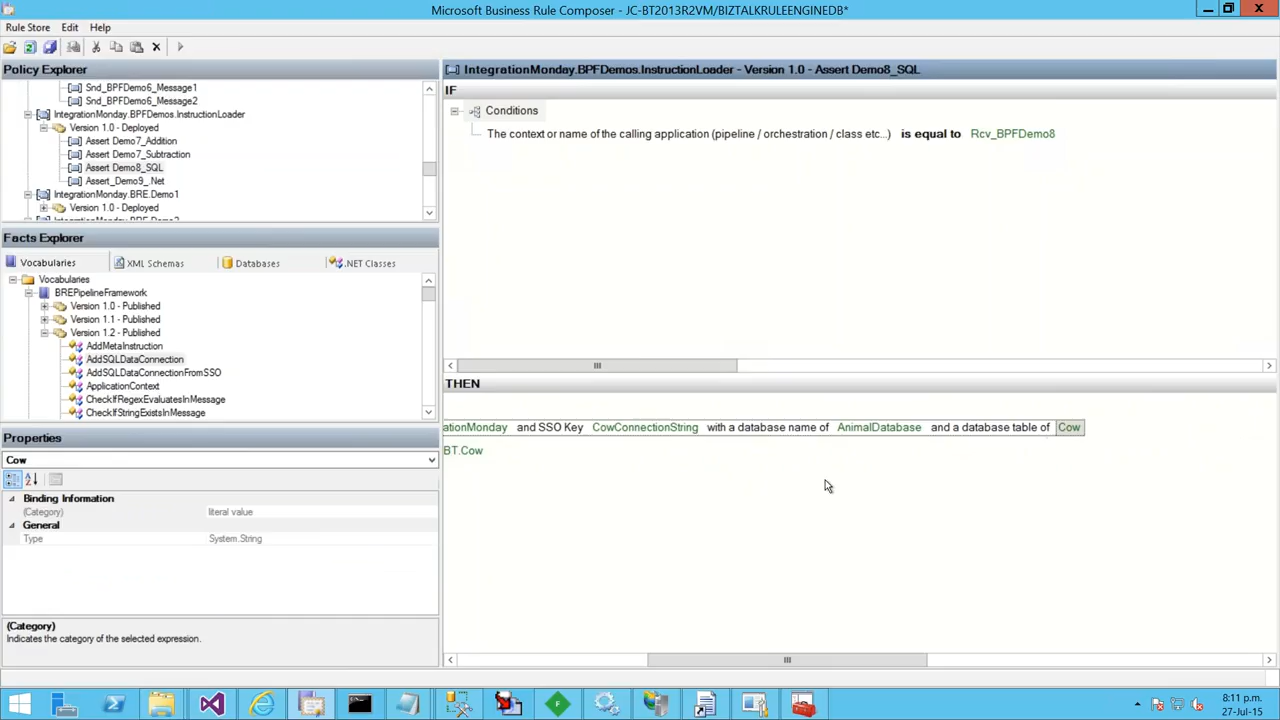 Microsoft Business Rule Composer - JC-BT2013R2VM/BIZTALKRULEENGINEDB*
Rule Store Edit Help
Policy Explorer
Snd_BPFDemo6_Message1
Snd_BPFDemo6_Message2
IntegrationMonday.BPFDemos.InstructionLoader
Version 1.0 - Deployed
Assert Demo7_Addition
Assert Demo7_Subtraction
Assert Demo8_SQL
Assert_Demo9_.Net
IntegrationMonday.BRE.Demo1
Version 1.0 - Deployed
Facts Explorer
Vocabularies XML Schemas Databases .NET Classes
Vocabularies
BREPipelineFramework
Version 1.0 - Published
Version 1.1 - Published
Version 1.2 - Published
AddMetaInstruction
AddSQLDataConnection
AddSQLDataConnectionFromSSO
ApplicationContext
CheckIfRegexEvaluatesInMessage
CheckIfStringExistsInMessage
Properties
Cow
Binding Information
(Category) literal value
General
Type System.String
(Category)
Indicates the category of the selected expression.
IntegrationMonday.BPFDemos.InstructionLoader - Version 1.0 - Assert Demo8_SQL
IF
Conditions
The context or name of the calling application (pipeline / orchestration / class etc...) is equal to Rcv_BPFDemo8
THEN
ationMonday and SSO Key CowConnectionString with a database name of AnimalDatabase and a database table of Cow
BT.Cow
8:11 p.m.
27-Jul-15